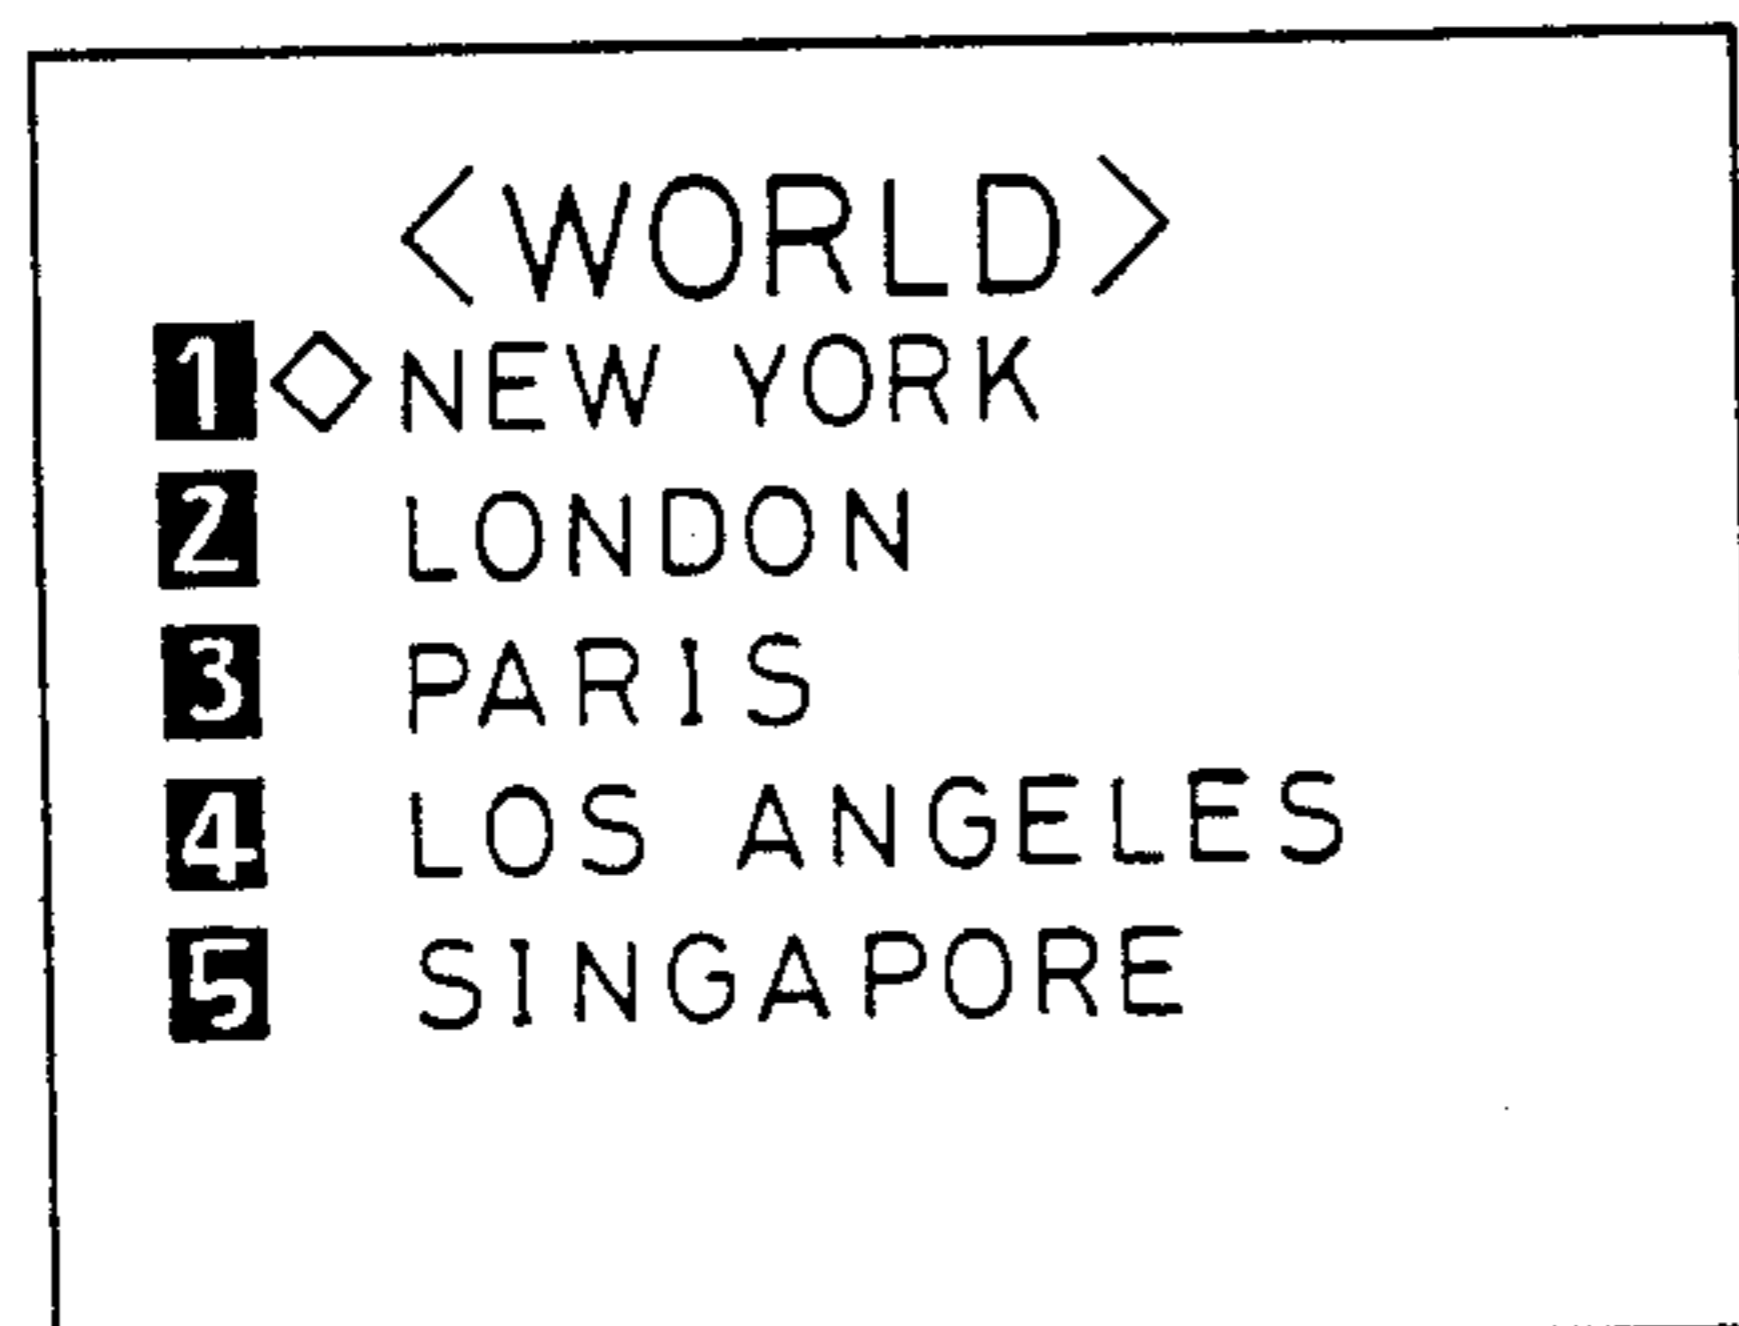 <WORLD>
1 ◇ NEW YORK
2 LONDON
3 PARIS
4 LOS ANGELES
5 SINGAPORE